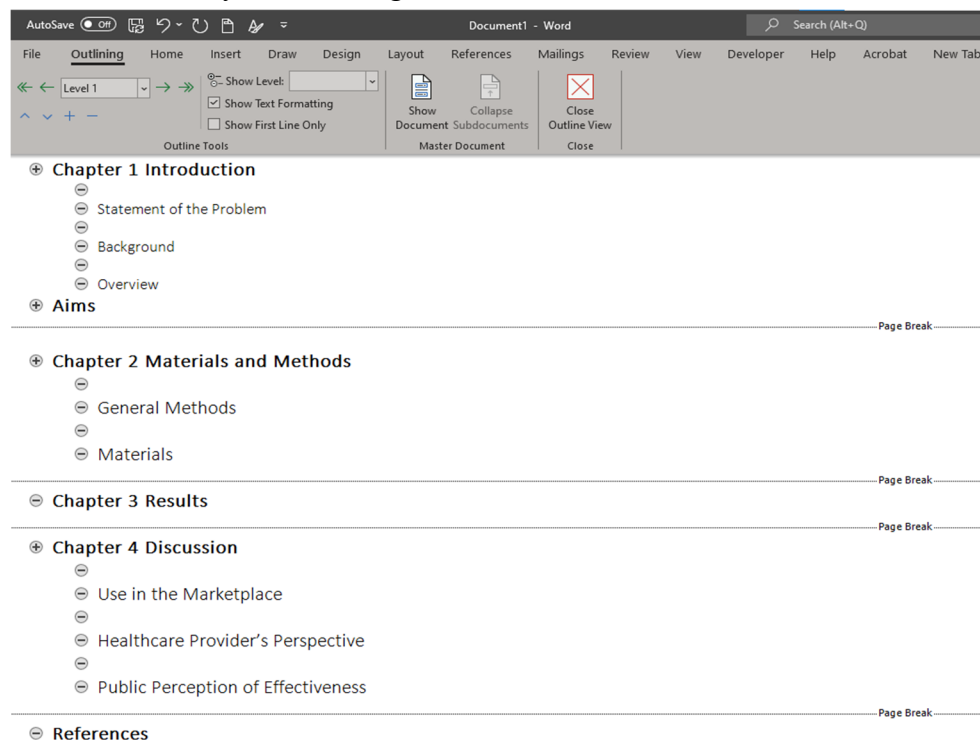 AutoSave Off Document1 - Word Search (Alt+Q)
File Outlining Home Insert Draw Design Layout References Mailings Review View Developer Help Acrobat New Tab
Level 1 Show Level:
Show Text Formatting
Show First Line Only
Show Document
Collapse Subdocuments
Close Outline View
Outline Tools Master Document Close
Chapter 1 Introduction
Statement of the Problem
Background
Overview
Aims
Page Break
Chapter 2 Materials and Methods
General Methods
Materials
Page Break
Chapter 3 Results
Page Break
Chapter 4 Discussion
Use in the Marketplace
Healthcare Provider’s Perspective
Public Perception of Effectiveness
Page Break
References